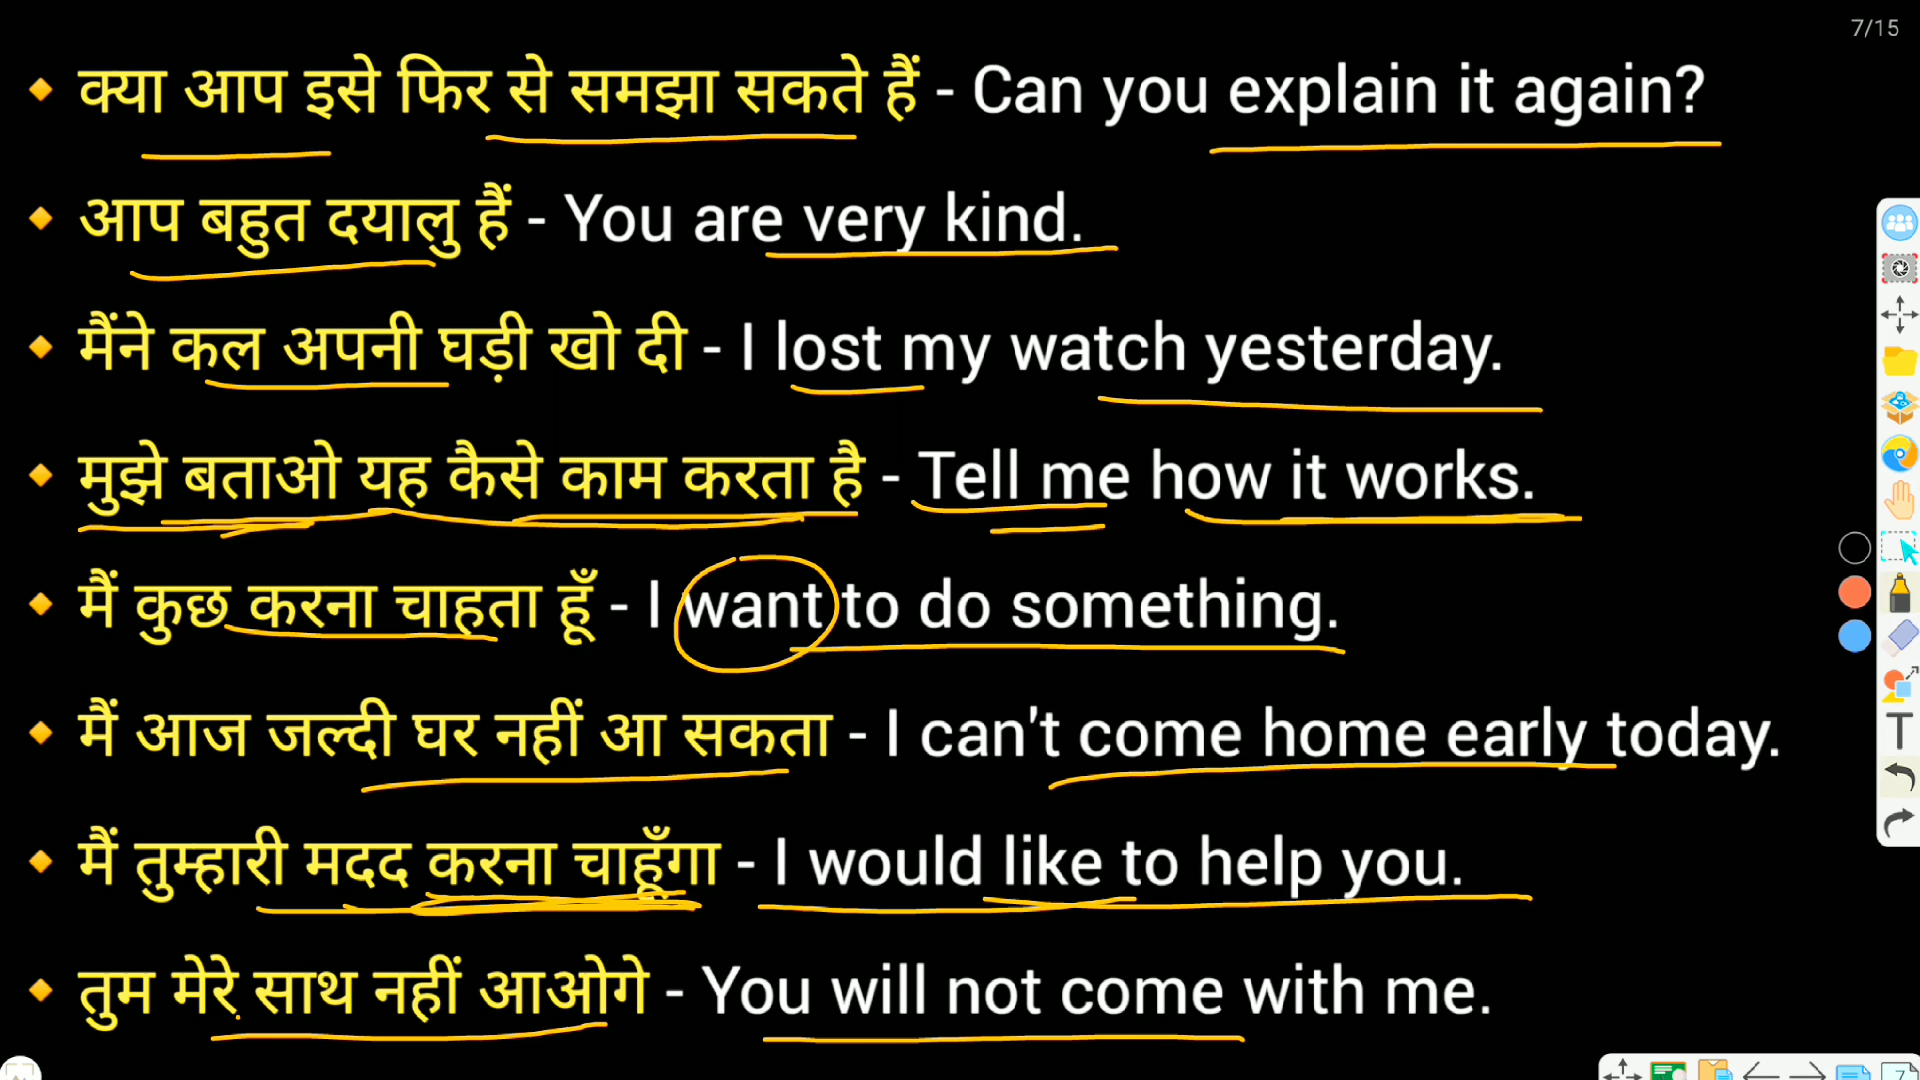 7/15
क्या आप इसे फिर से समझा सकते हैं - Can you explain it again?
आप बहुत दयालु हैं - You are very kind.
मैंने कल अपनी घड़ी खो दी - I lost my watch yesterday.
मुझे बताओ यह कैसे काम करता है - Tell me how it works.
मैं कुछ करना चाहता हूँ - I want to do something.
मैं आज जल्दी घर नहीं आ सकता - I can't come home early today.
मैं तुम्हारी मदद करना चाहूँगा - I would like to help you.
तुम मेरे साथ नहीं आओगे - You will not come with me.
T
7